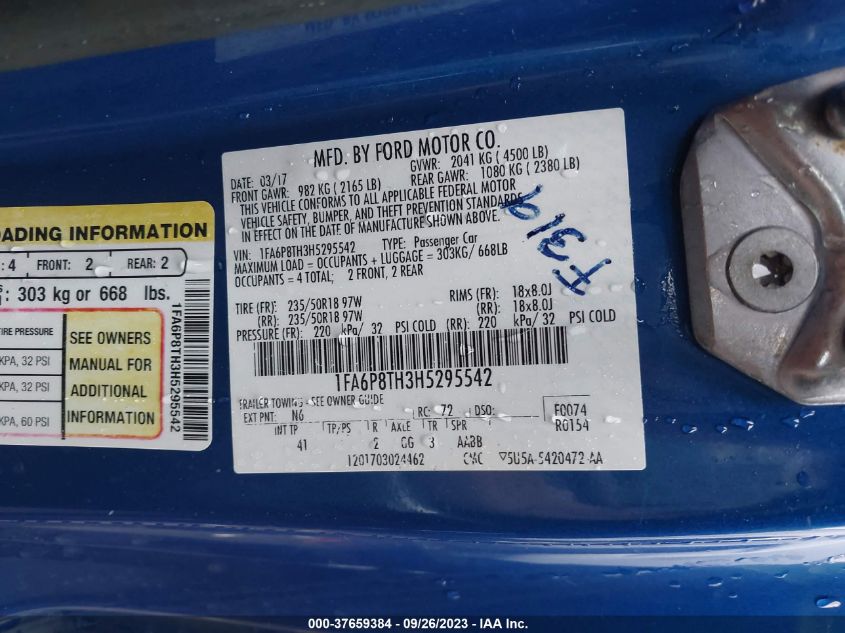 MFD. BY FORD MOTOR CO.
DATE: 03/17
GVWR: 2041 KG ( 4500 LB)
FRONT GAWR: 982 KG ( 2165 LB)
REAR GAWR: 1080 KG ( 2380 LB)
THIS VEHICLE CONFORMS TO ALL APPLICABLE FEDERAL MOTOR
VEHICLE SAFETY, BUMPER, AND THEFT PREVENTION STANDARDS
IN EFFECT ON THE DATE OF MANUFACTURE SHOWN ABOVE.
VIN: 1FA6P8TH3H5295542 TYPE: Passenger Car
MAXIMUM LOAD = OCCUPANTS + LUGGAGE = 303KG/ 668LB
OCCUPANTS = 4 TOTAL; 2 FRONT, 2 REAR
TIRE (FR): 235/50R18 97W RIMS (FR): 18x8.0J
(RR): 235/50R18 97W (RR): 18x8.0J
PRESSURE (FR): 220 kPa/ 32 PSI COLD (RR): 220 kPa/ 32 PSI COLD
1FA6P8TH3H5295542
TRAILER TOWING - SEE OWNER GUIDE
EXT PNT: N6 RC: 72 DSO: F0074
R0154
INT TP TP/PS R AXLE TR SPR
41 2 GG 3 AABB
1201703024462 CMC 5U5A-5420472-AA
OADING INFORMATION
: 4 FRONT: 2 REAR: 2
: 303 kg or 668 lbs.
TIRE PRESSURE
KPA, 32 PSI
KPA, 32 PSI
KPA, 60 PSI
SEE OWNERS
MANUAL FOR
ADDITIONAL
INFORMATION
1FA6P8TH3H5295542
000-37659384 - 09/26/2023 - IAA Inc.